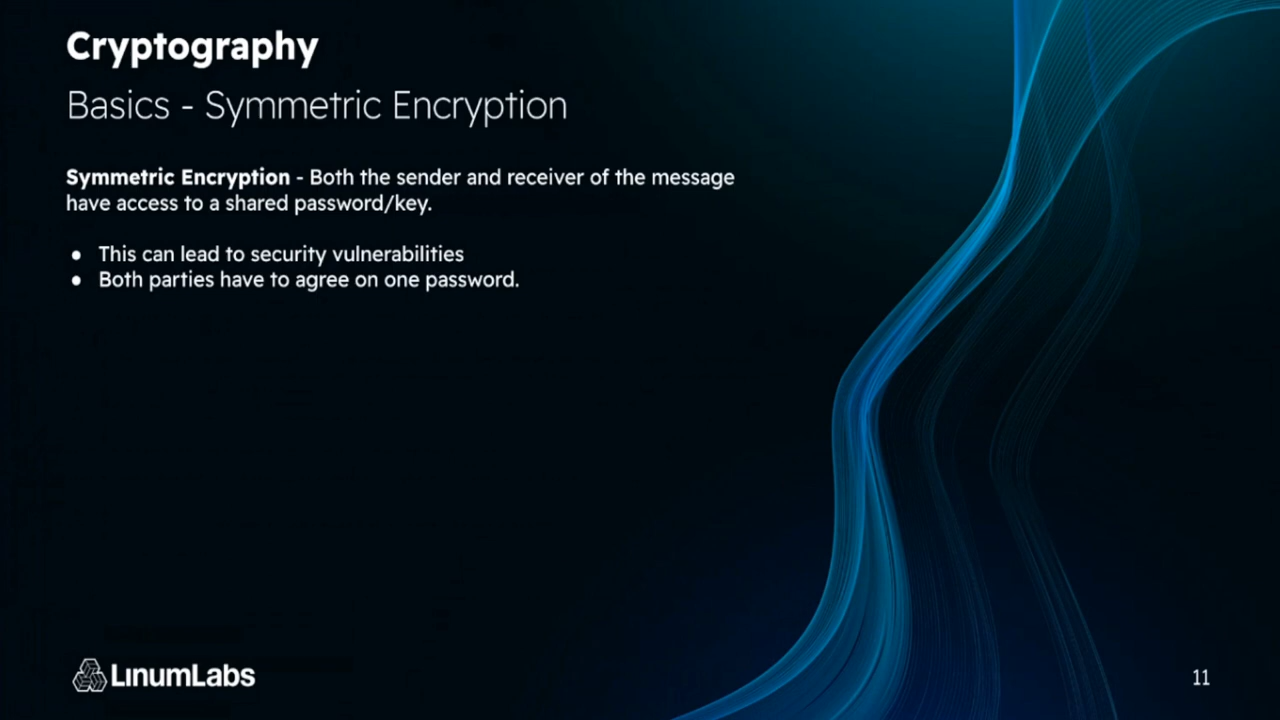 Cryptography
Basics - Symmetric Encryption
Symmetric Encryption - Both the sender and receiver of the message
have access to a shared password/key.
● This can lead to security vulnerabilities
● Both parties have to agree on one password.
LINUMLABS
11